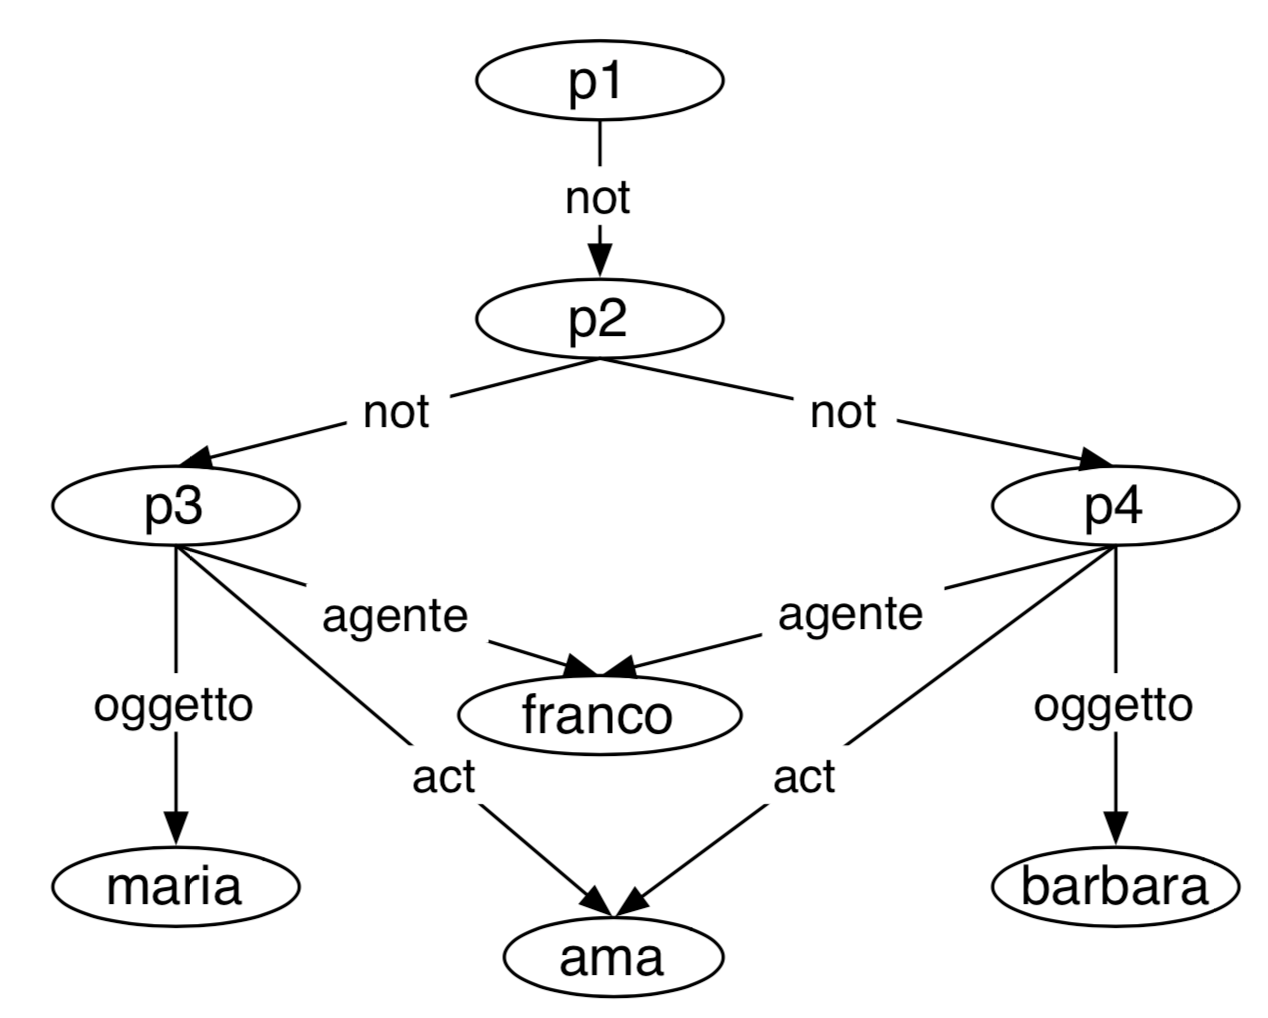 p1
not
p2
not
not
p3
p4
agente
agente
oggetto
franco
oggetto
act
act
maria
barbara
ama